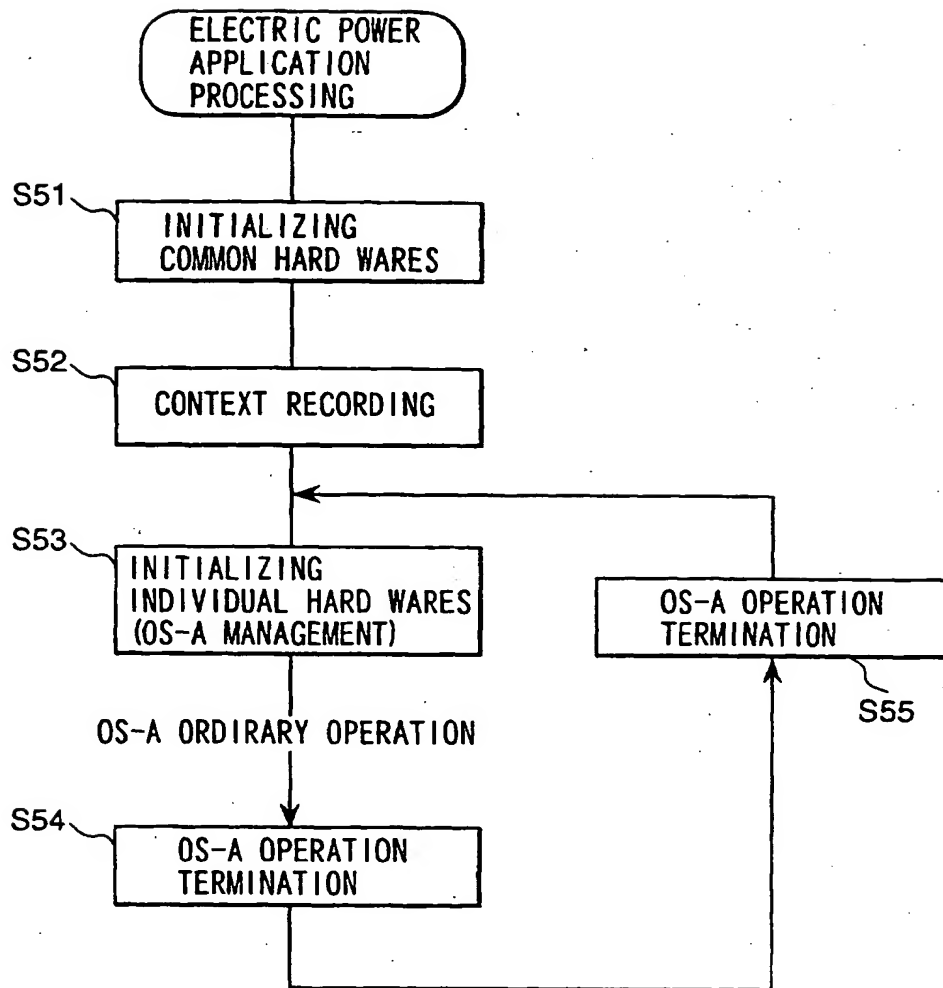 ELECTRIC POWER
APPLICATION
PROCESSING
S51
INITIALIZING
COMMON HARD WARES
S52
CONTEXT RECORDING
S53
INITIALIZING
INDIVIDUAL HARD WARES
(OS-A MANAGEMENT)
OS-A OPERATION
TERMINATION
S55
OS-A ORDIRARY OPERATION
S54
OS-A OPERATION
TERMINATION